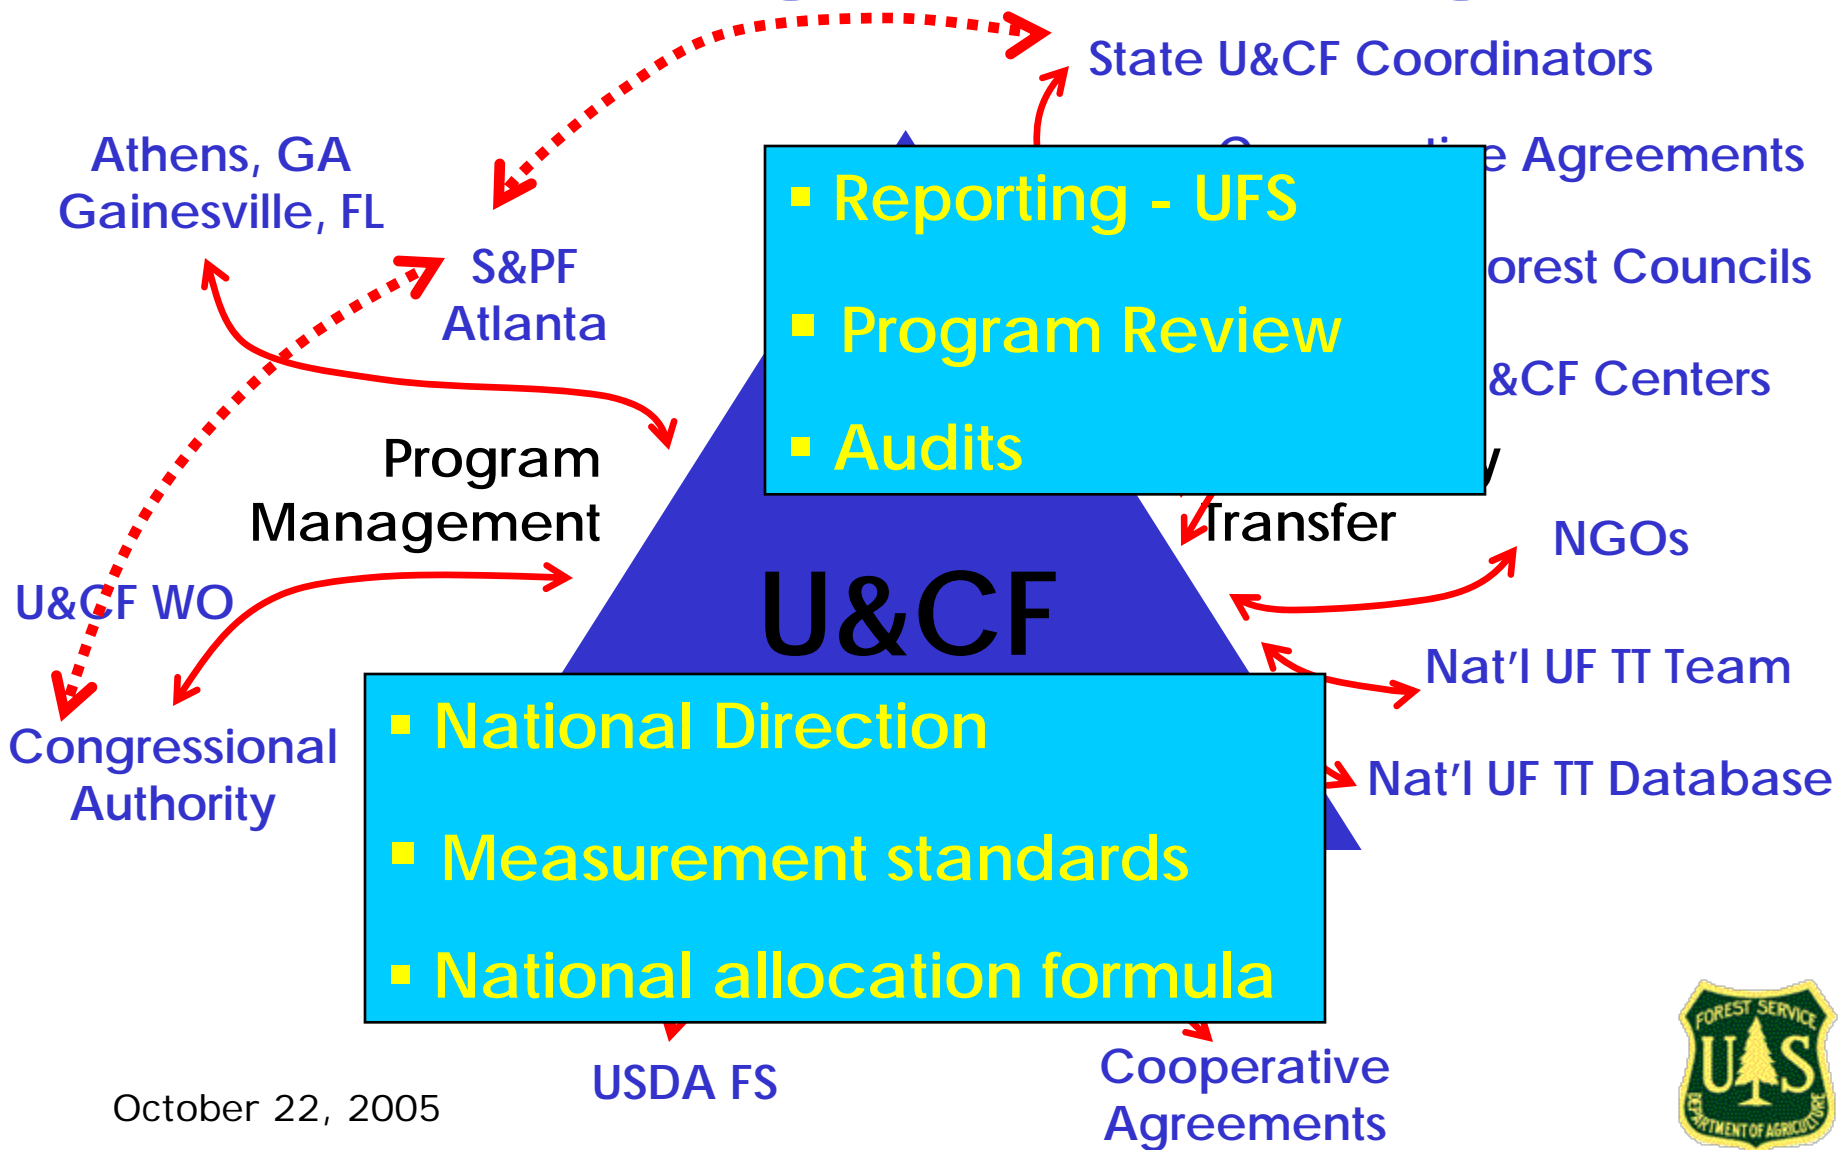 State U&CF Coordinators
Athens, GA
Gainesville, FL
Agreements
▪ Reporting - UFS
S&PF
Atlanta
Councils
▪ Program Review
&CF Centers
▪ Audits
Program
Management
Transfer
NGOs
U&CF WO
U&CF
Nat'l UF TT Team
▪ National Direction
Congressional
Authority
Nat'l UF TT Database
▪ Measurement standards
▪ National allocation formula
USDA FS
Cooperative
Agreements
October 22, 2005
FOREST SERVICE
U S
DEPARTMENT OF AGRICULTURE